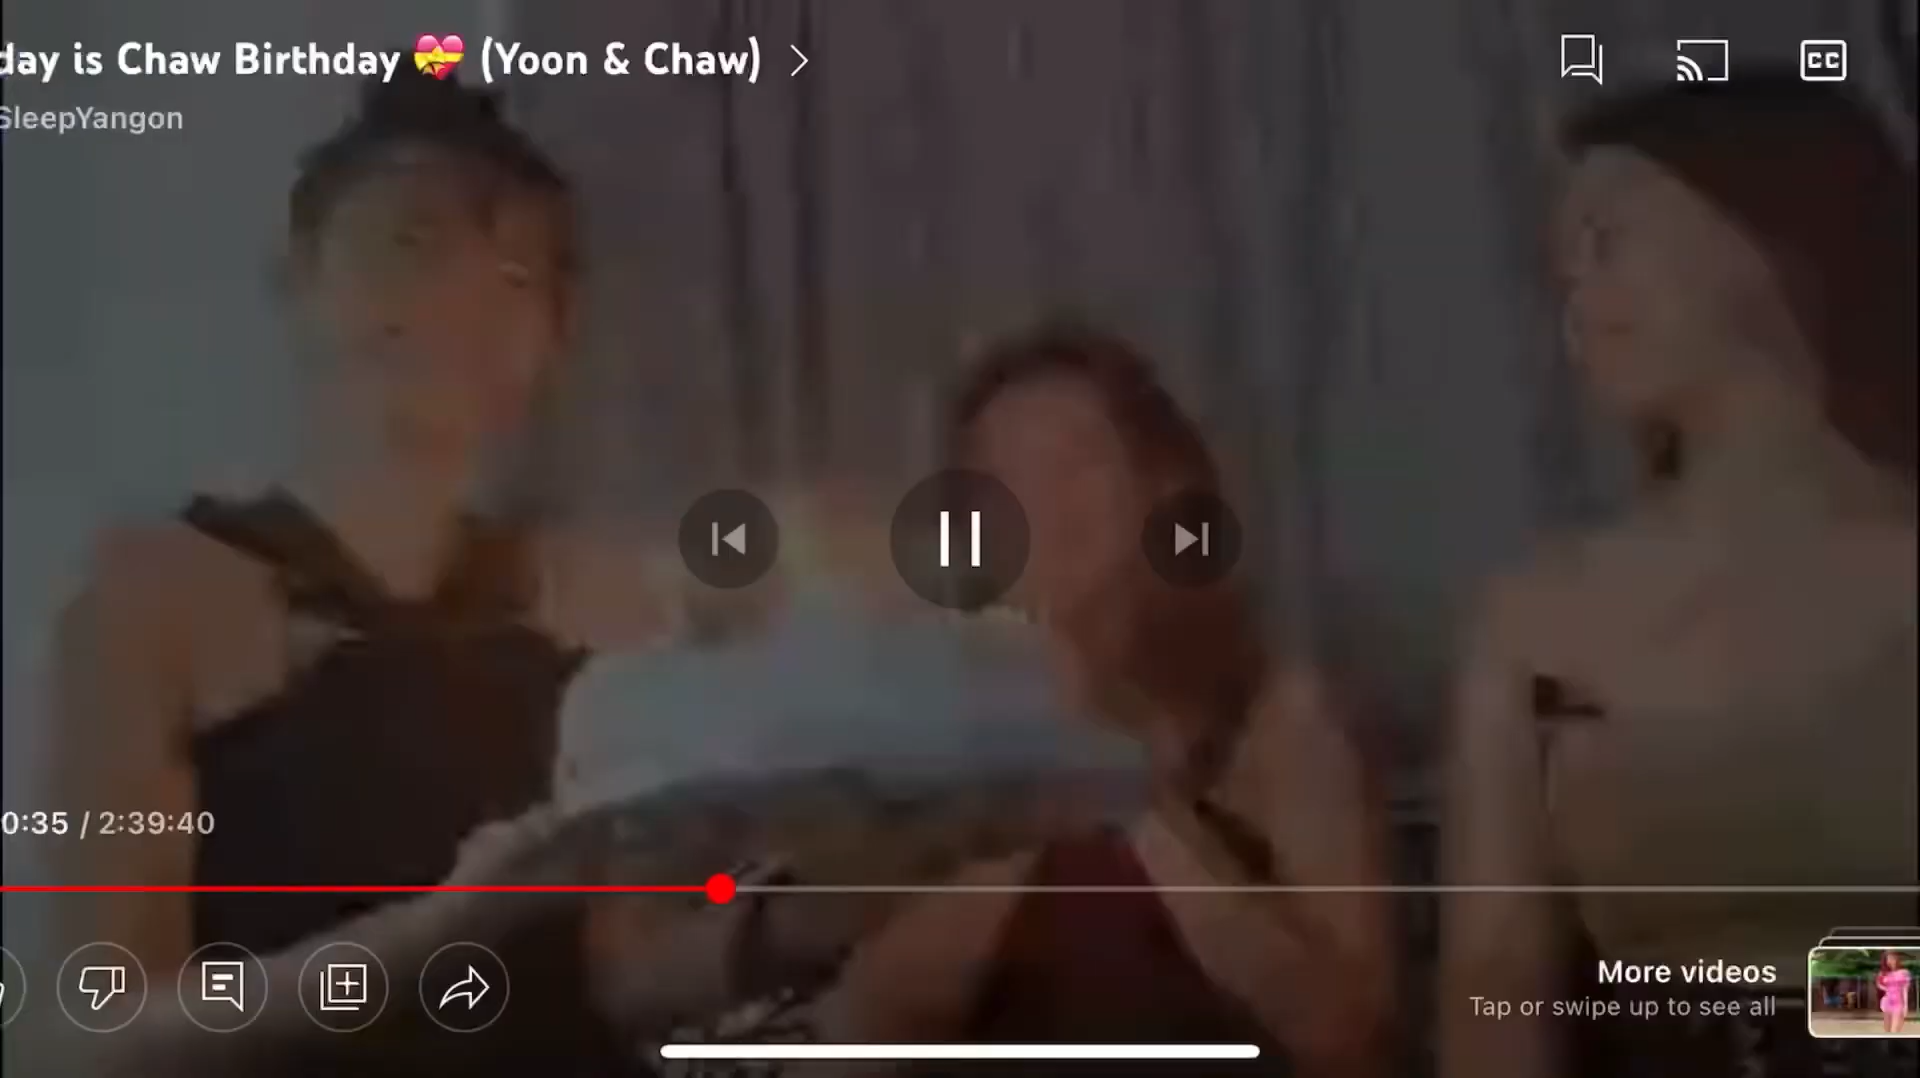 day is Chaw Birthday 💝 (Yoon & Chaw)
SleepYangon
CC
0:35 / 2:39:40
More videos
Tap or swipe up to see all